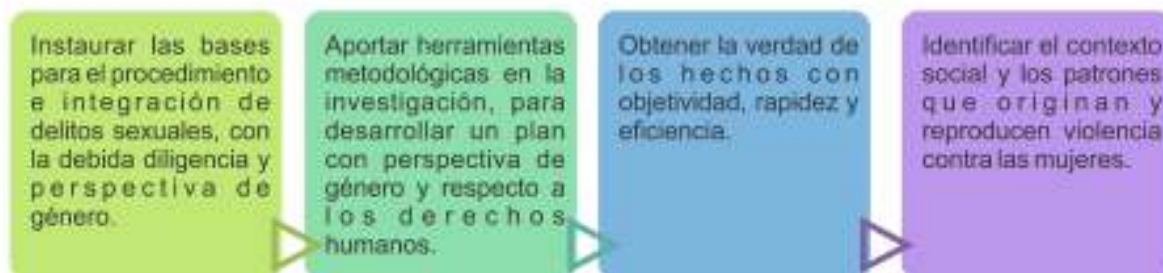 Instaurar las bases
para el procedimiento
e integración de
delitos sexuales, con
la debida diligencia y
perspectiva de
género.
Aportar herramientas
metodológicas en la
investigación, para
desarrollar un plan
con perspectiva de
género y respecto a
los derechos
humanos.
Obtener la verdad de
los hechos con
objetividad, rapidez y
eficiencia.
Identificar el contexto
social y los patrones
que originan y
reproducen violencia
contra las mujeres.